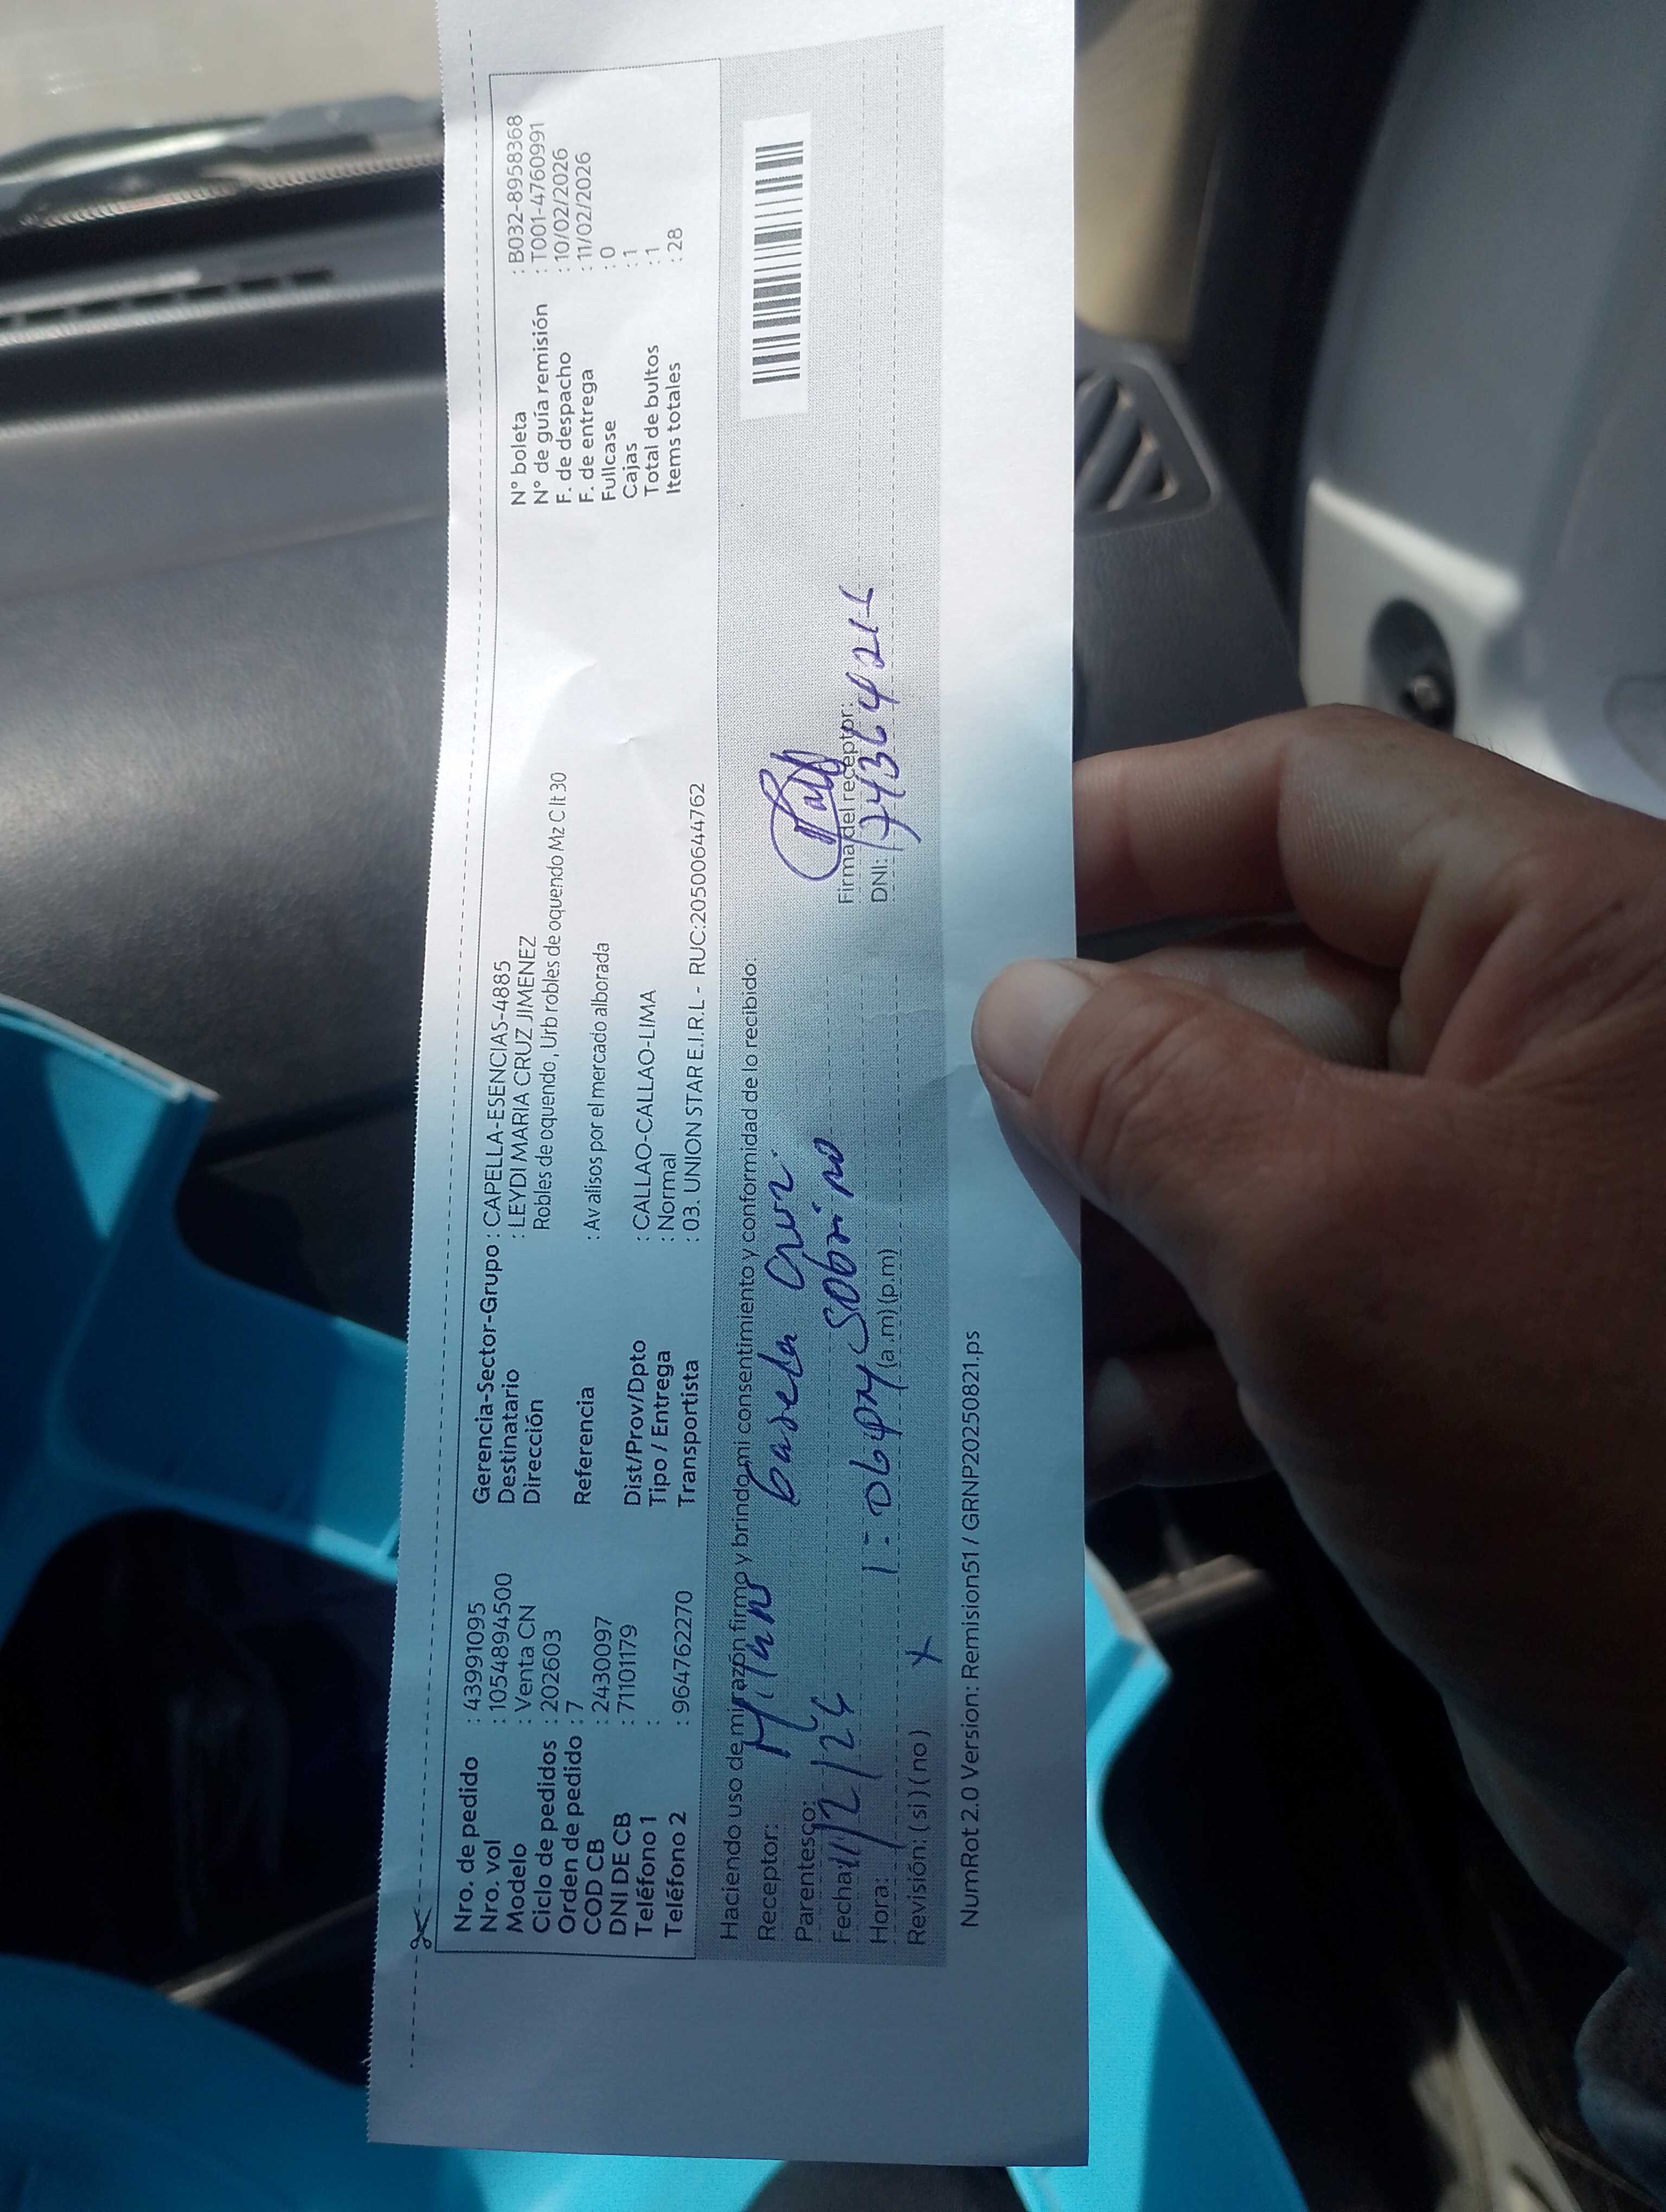 Nro. de pedido : 43991095
Nro. vol : 1054894500
Modelo : Venta CN
Ciclo de pedidos : 202603
Orden de pedido : 7
COD CB : 2430097
DNI DE CB : 71101179
Teléfono 1 :
Teléfono 2 : 964762270
Gerencia-Sector-Grupo : CAPELLA-ESENCIAS-4885
Destinatario : LEYDI MARIA CRUZ JIMENEZ
Dirección Robles de oquendo, Urb robles de oquendo Mz C lt 30
Referencia : Av alisos por el mercado alborada
Dist/Prov/Dpto : CALLAO-CALLAO-LIMA
Tipo / Entrega : Normal
Transportista : 03. UNION STAR E.I.R.L - RUC:20500644762
N° boleta : B032-8958368
N° de guía remisión : T001-4760991
F. de despacho : 10/02/2026
F. de entrega : 11/02/2026
Fullcase : 0
Cajas : 1
Total de bultos : 1
Items totales : 28
Haciendo uso de mi razón firmo y brindo mi consentimiento y conformidad de lo recibido:
Receptor: Cruz
Parentesco: sobrino
Fecha: 11/2/26
Hora: 1:06 pm (a.m) (p.m)
Revisión: (si) (no) X
Firma del receptor:
DNI:
NumRot 2.0 Version: Remision51 / GRNP20250821.ps